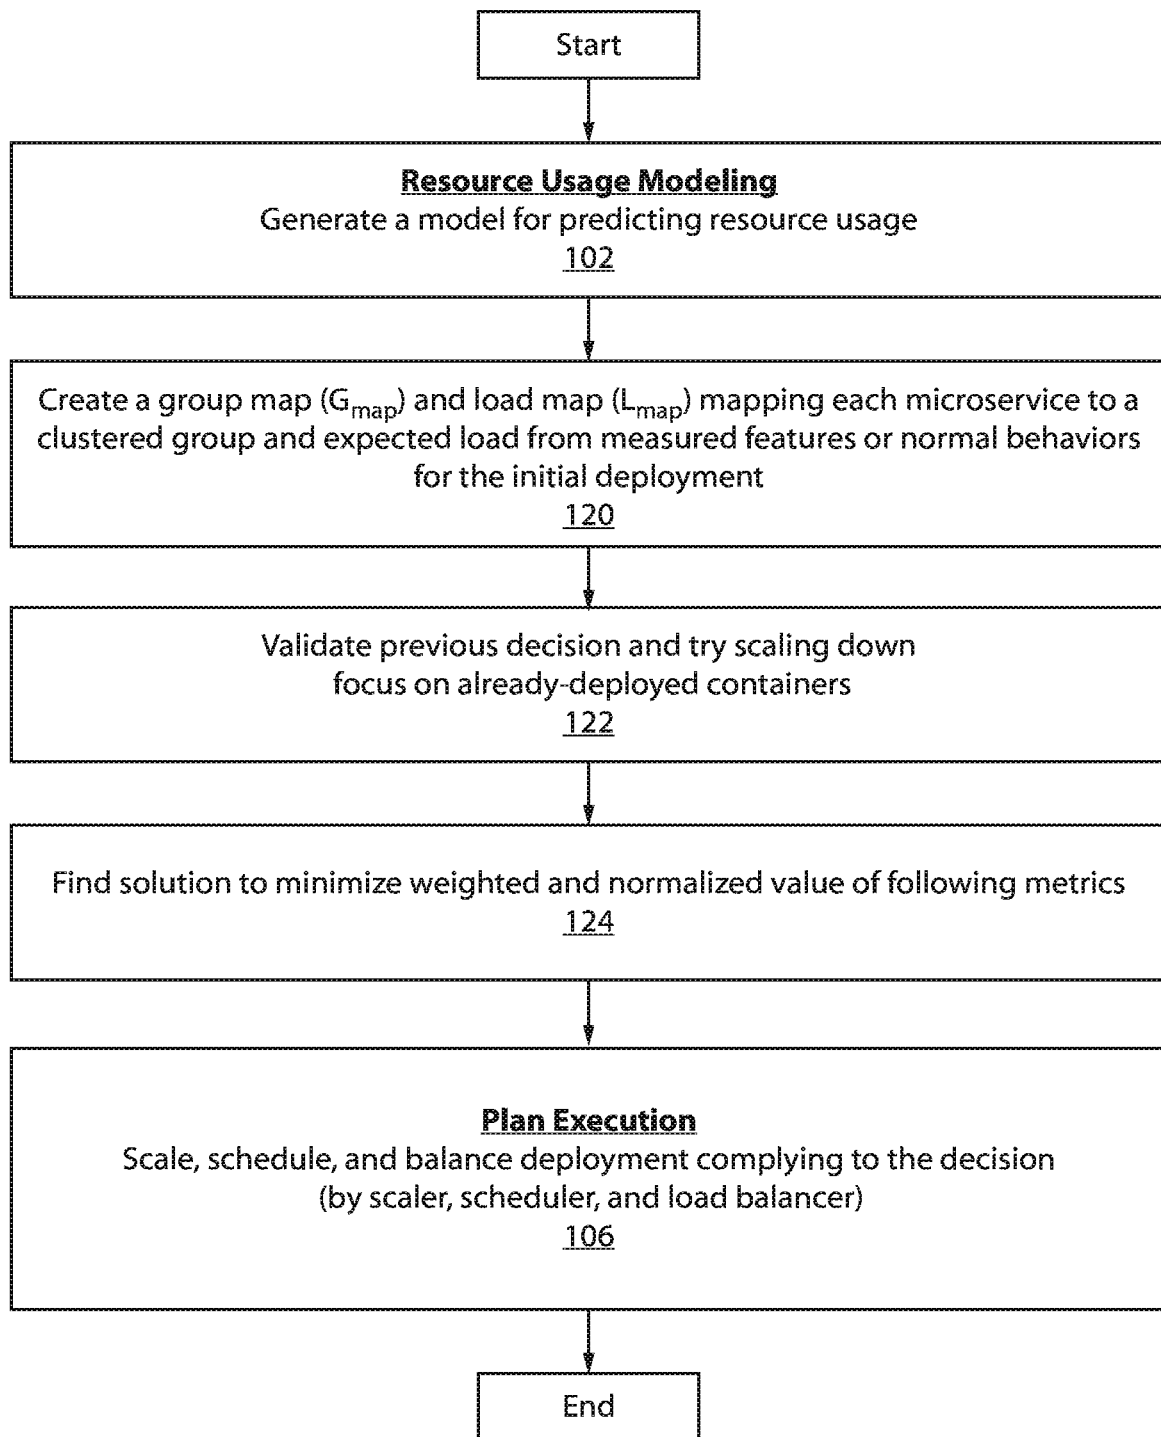 Start
Resource Usage Modeling
Generate a model for predicting resource usage
102
Create a group map (Gmap) and load map (Lmap) mapping each microservice to a
clustered group and expected load from measured features or normal behaviors
for the initial deployment
120
Validate previous decision and try scaling down
focus on already-deployed containers
122
Find solution to minimize weighted and normalized value of following metrics
124
Plan Execution
Scale, schedule, and balance deployment complying to the decision
(by scaler, scheduler, and load balancer)
106
End